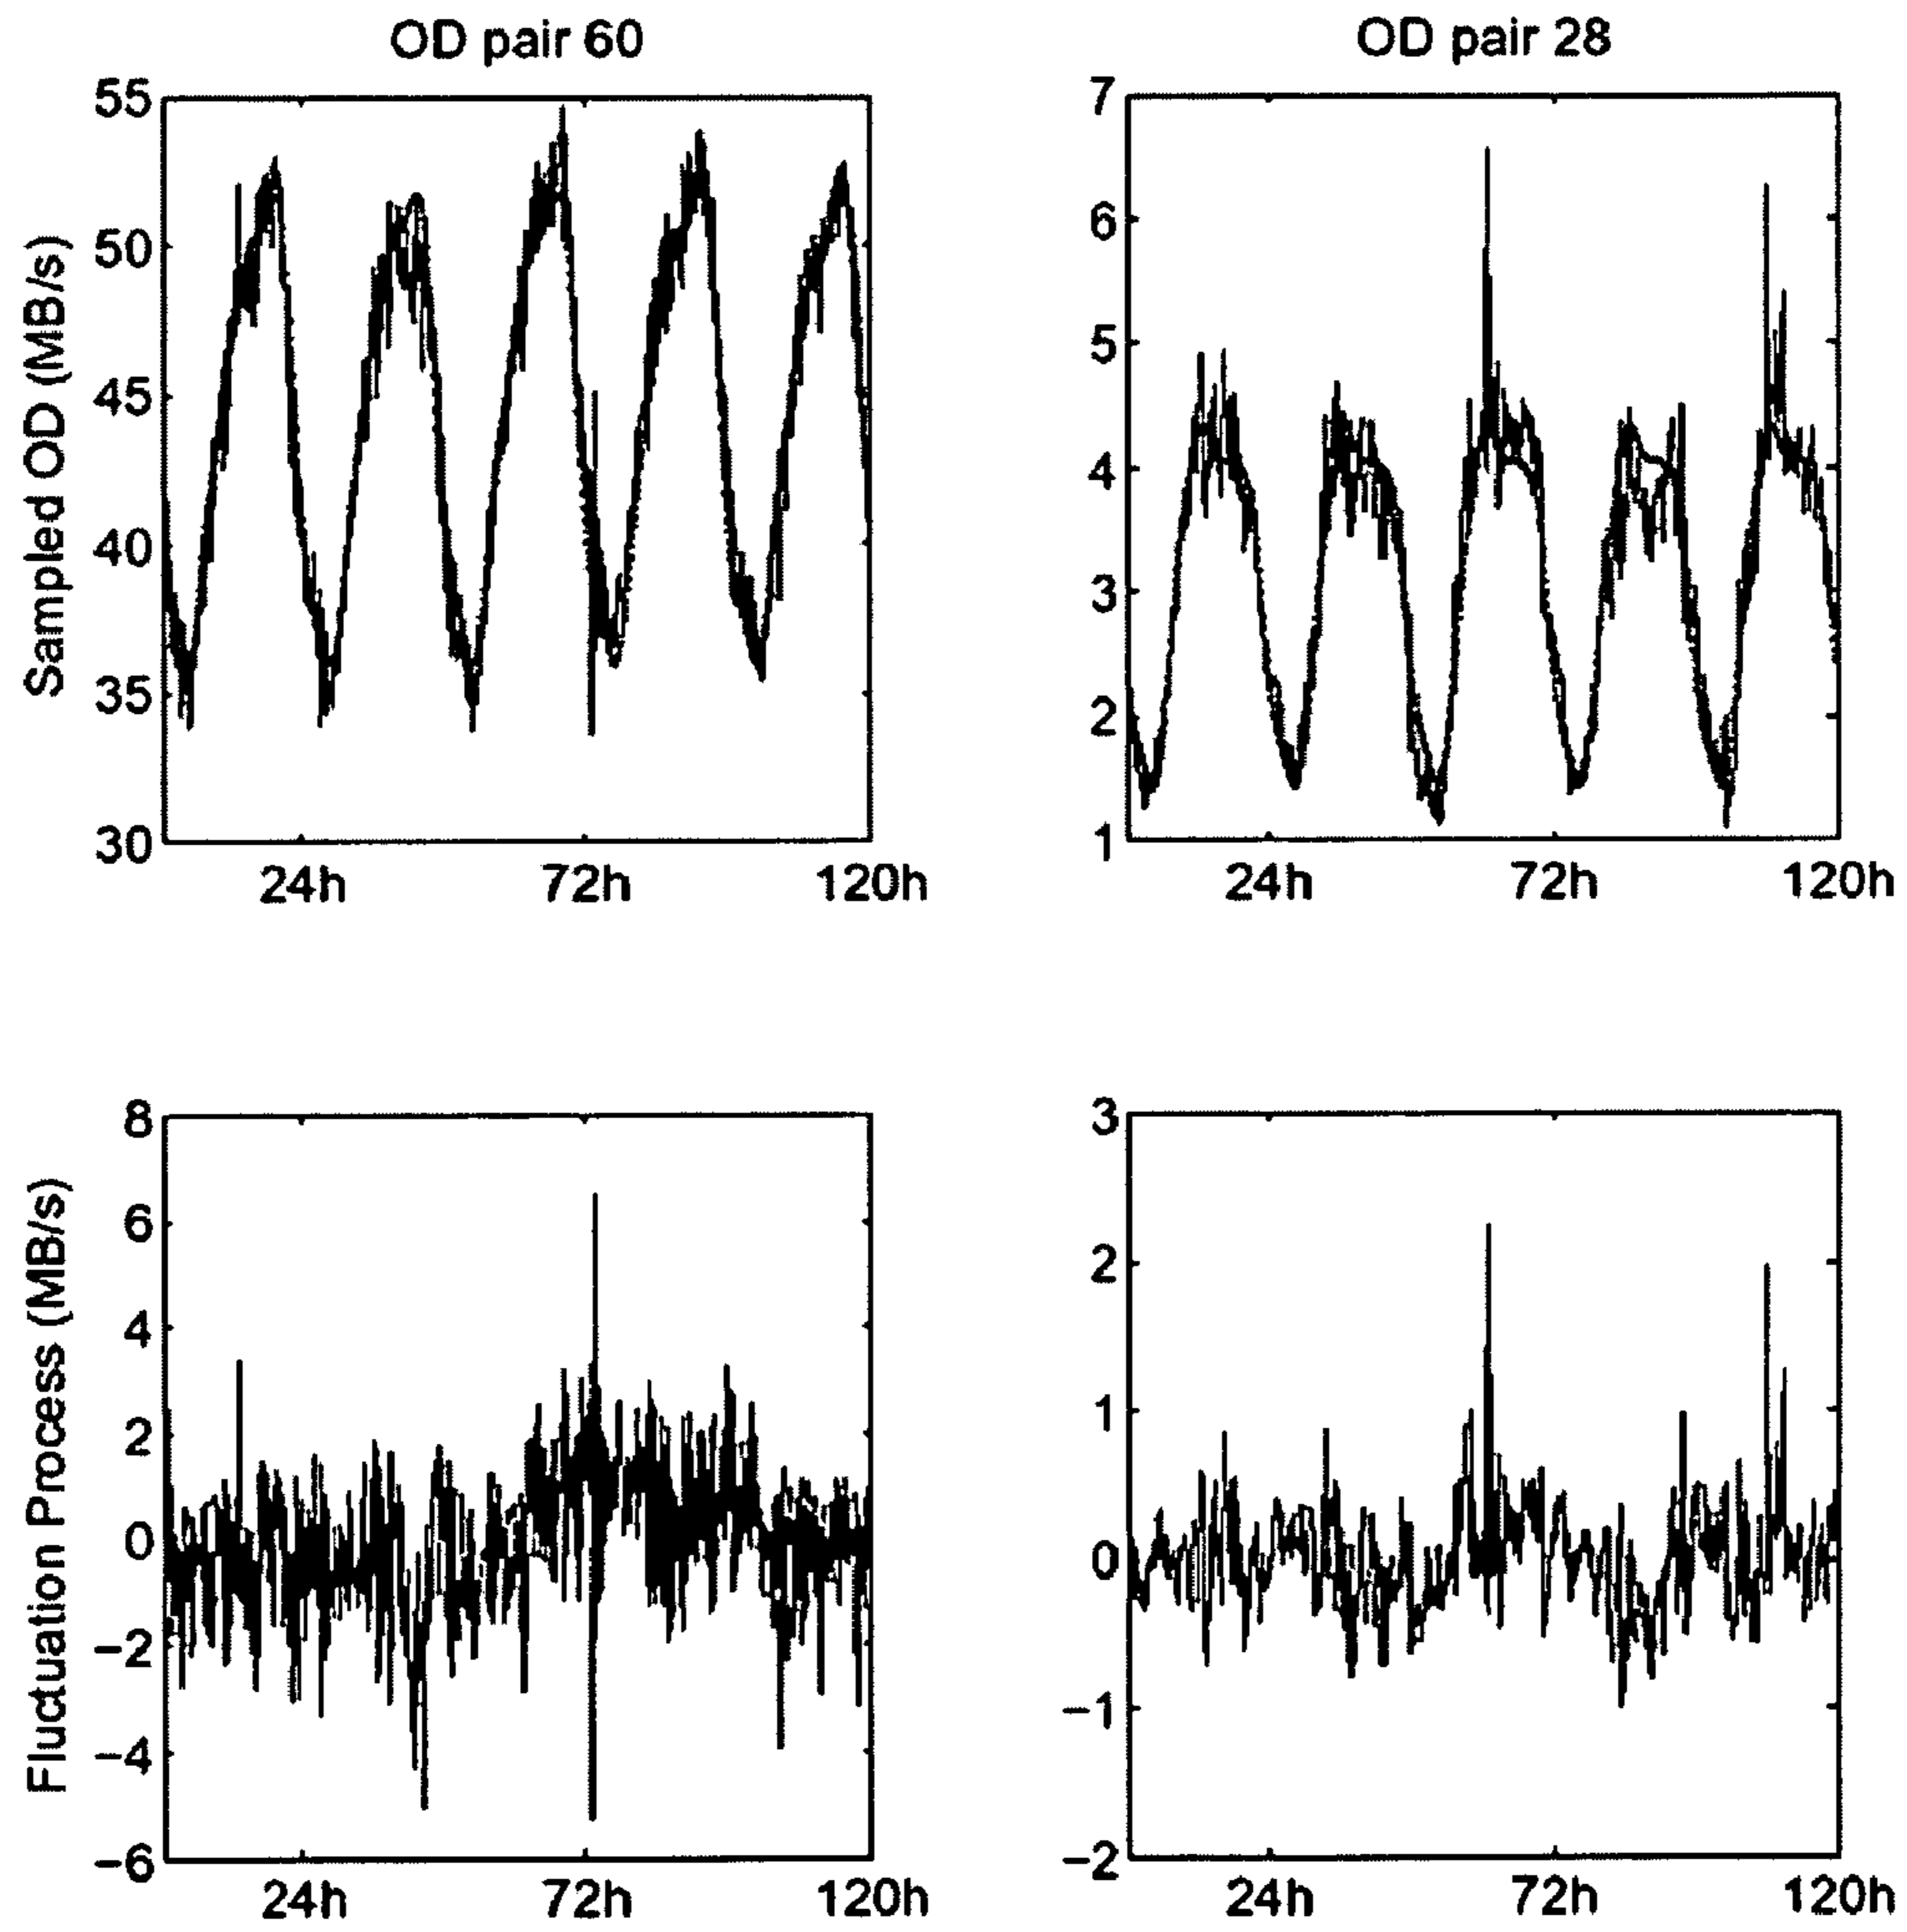 OD pair 60
OD pair 28
Sampled OD (MB/s)
55
50
45
40
35
30
24h
72h
120h
7
6
5
4
3
2
1
24h
72h
120h
Fluctuation Process (MB/s)
8
6
4
2
0
−2
−4
−6
24h
72h
120h
3
2
1
0
−1
−2
24h
72h
120h